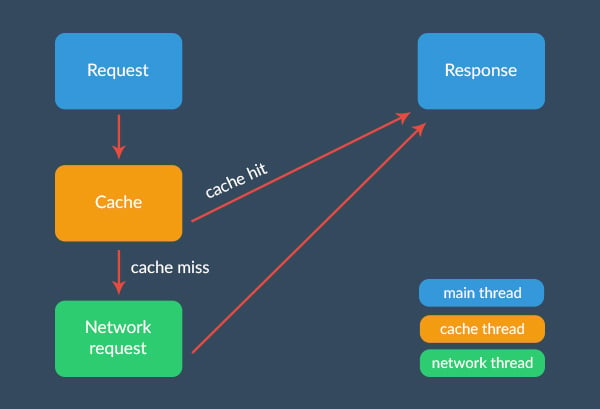 Request
Response
cache hit
Cache
cache miss
Network
request
main thread
cache thread
network thread